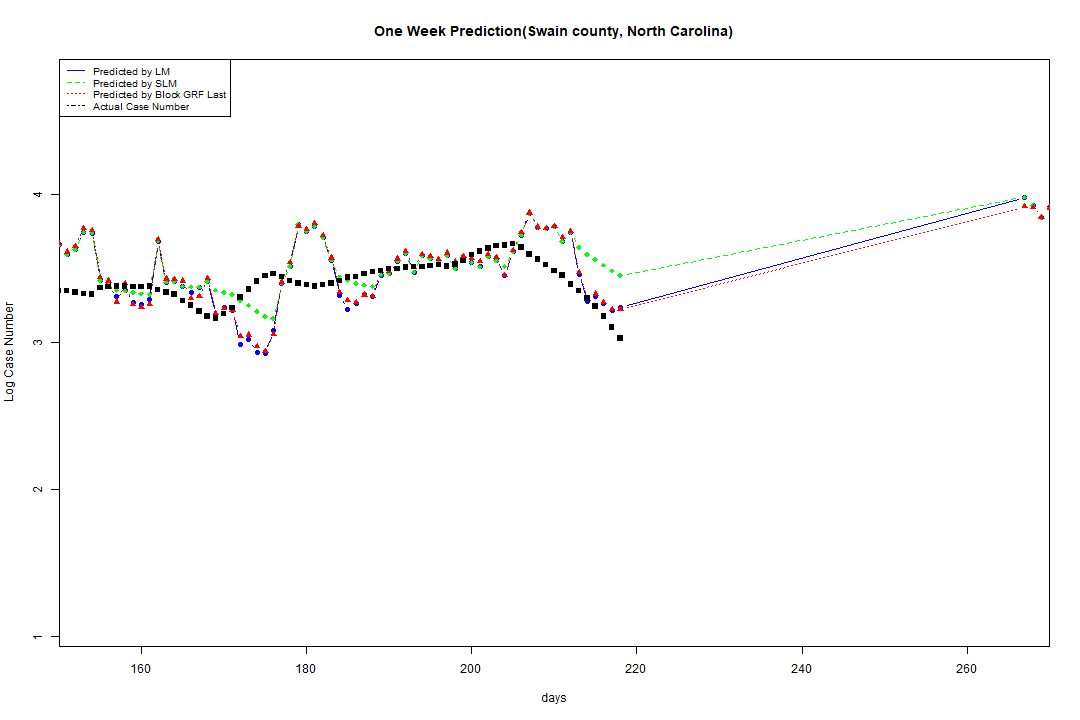 One Week Prediction(Swain county, North Carolina)
Predicted by LM
Predicted by SLM
Predicted by Block GRF Last
Actual Case Number
Log Case Number
4
3
2
1
160 180 200 220 240 260
days